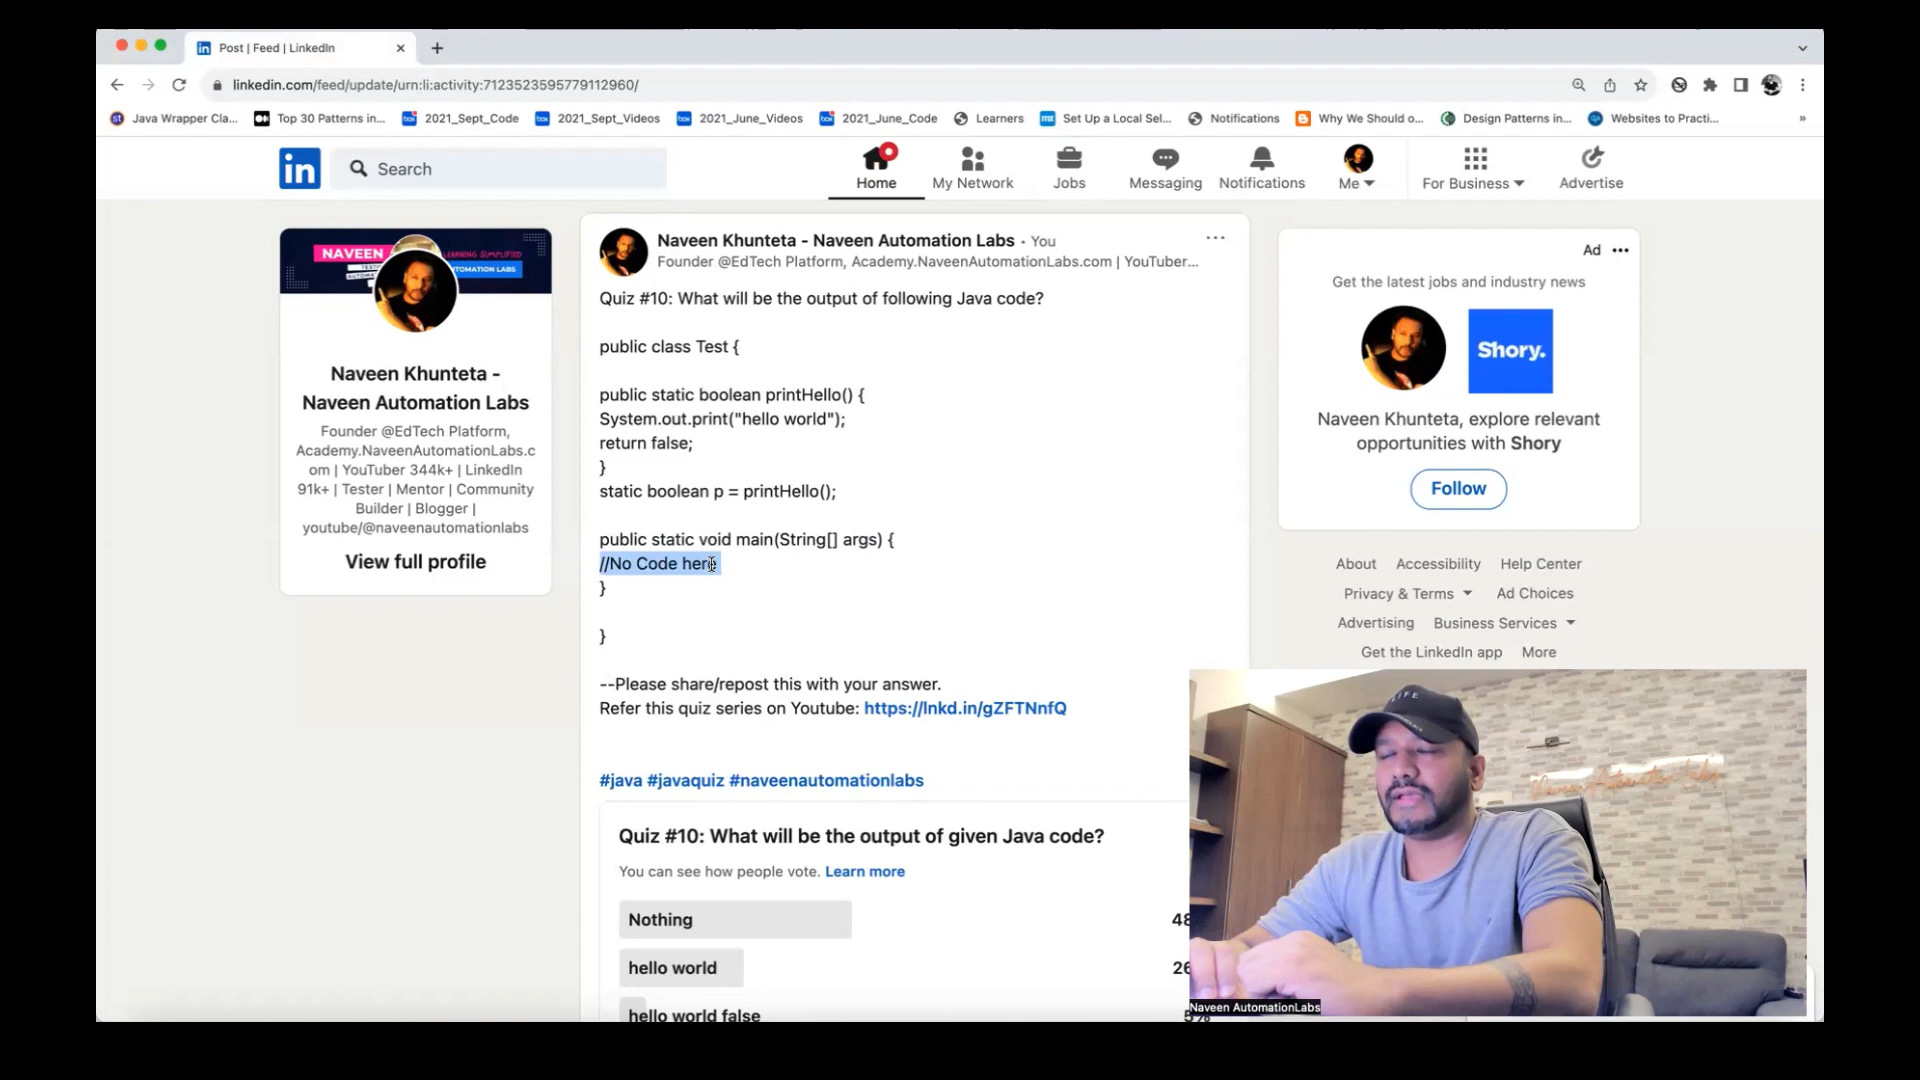 Post | Feed | LinkedIn
linkedin.com/feed/update/urn:li:activity:7123523595779112960/
Java Wrapper Cla... Top 30 Patterns in... 2021_Sept_Code 2021_Sept_Videos 2021_June_Videos 2021_June_Code Learners Set Up a Local Sel... Notifications Why We Should o... Design Patterns in... Websites to Practi... »
in Search Home My Network Jobs Messaging Notifications Me For Business Advertise
NAVEEN
AUTOMATION LABS
Naveen Khunteta -
Naveen Automation Labs
Founder @EdTech Platform,
Academy.NaveenAutomationLabs.c
om | YouTuber 344k+ | LinkedIn
91k+ | Tester | Mentor | Community
Builder | Blogger |
youtube/@naveenautomationlabs
View full profile
Naveen Khunteta - Naveen Automation Labs • You
Founder @EdTech Platform, Academy.NaveenAutomationLabs.com | YouTuber...
Quiz #10: What will be the output of following Java code?
public class Test {
public static boolean printHello() {
System.out.print("hello world");
return false;
}
static boolean p = printHello();
public static void main(String[] args) {
//No Code here
}
}
--Please share/repost this with your answer.
Refer this quiz series on Youtube: https://lnkd.in/gZFTNnfQ
#java #javaquiz #naveenautomationlabs
Quiz #10: What will be the output of given Java code?
You can see how people vote. Learn more
Nothing 48
hello world 26
hello world false 5%
Ad
Get the latest jobs and industry news
Shory.
Naveen Khunteta, explore relevant
opportunities with Shory
Follow
About Accessibility Help Center
Privacy & Terms Ad Choices
Advertising Business Services
Get the LinkedIn app More
LIFE
Naveen Automation Labs
Naveen AutomationLabs